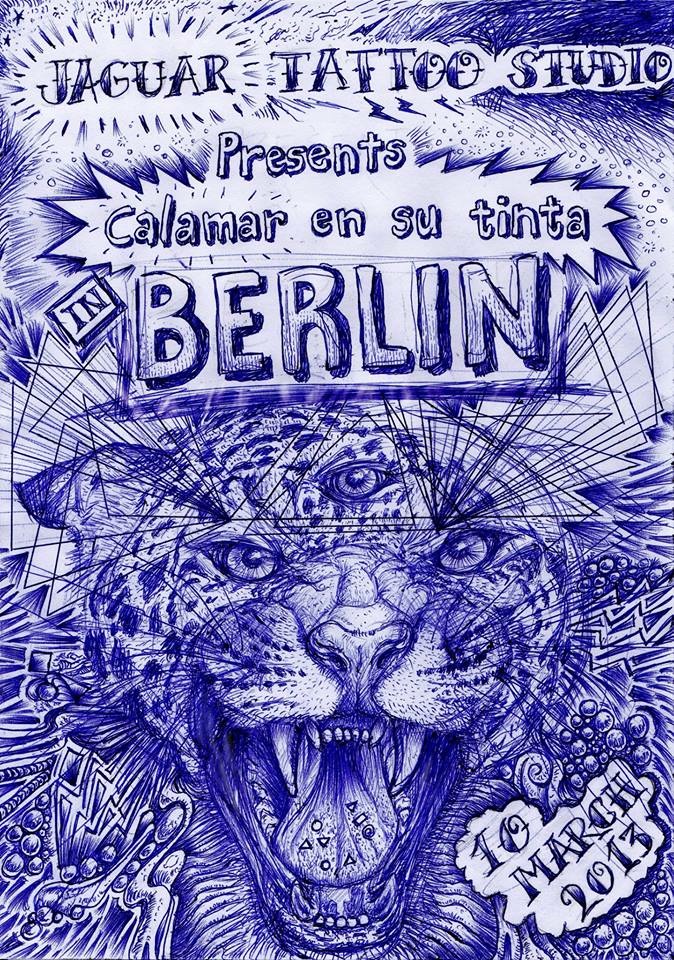 JAGUAR TATTOO STUDIO
Presents
Calamar en su tinta
IN
BERLIN
10
MARCH
2013